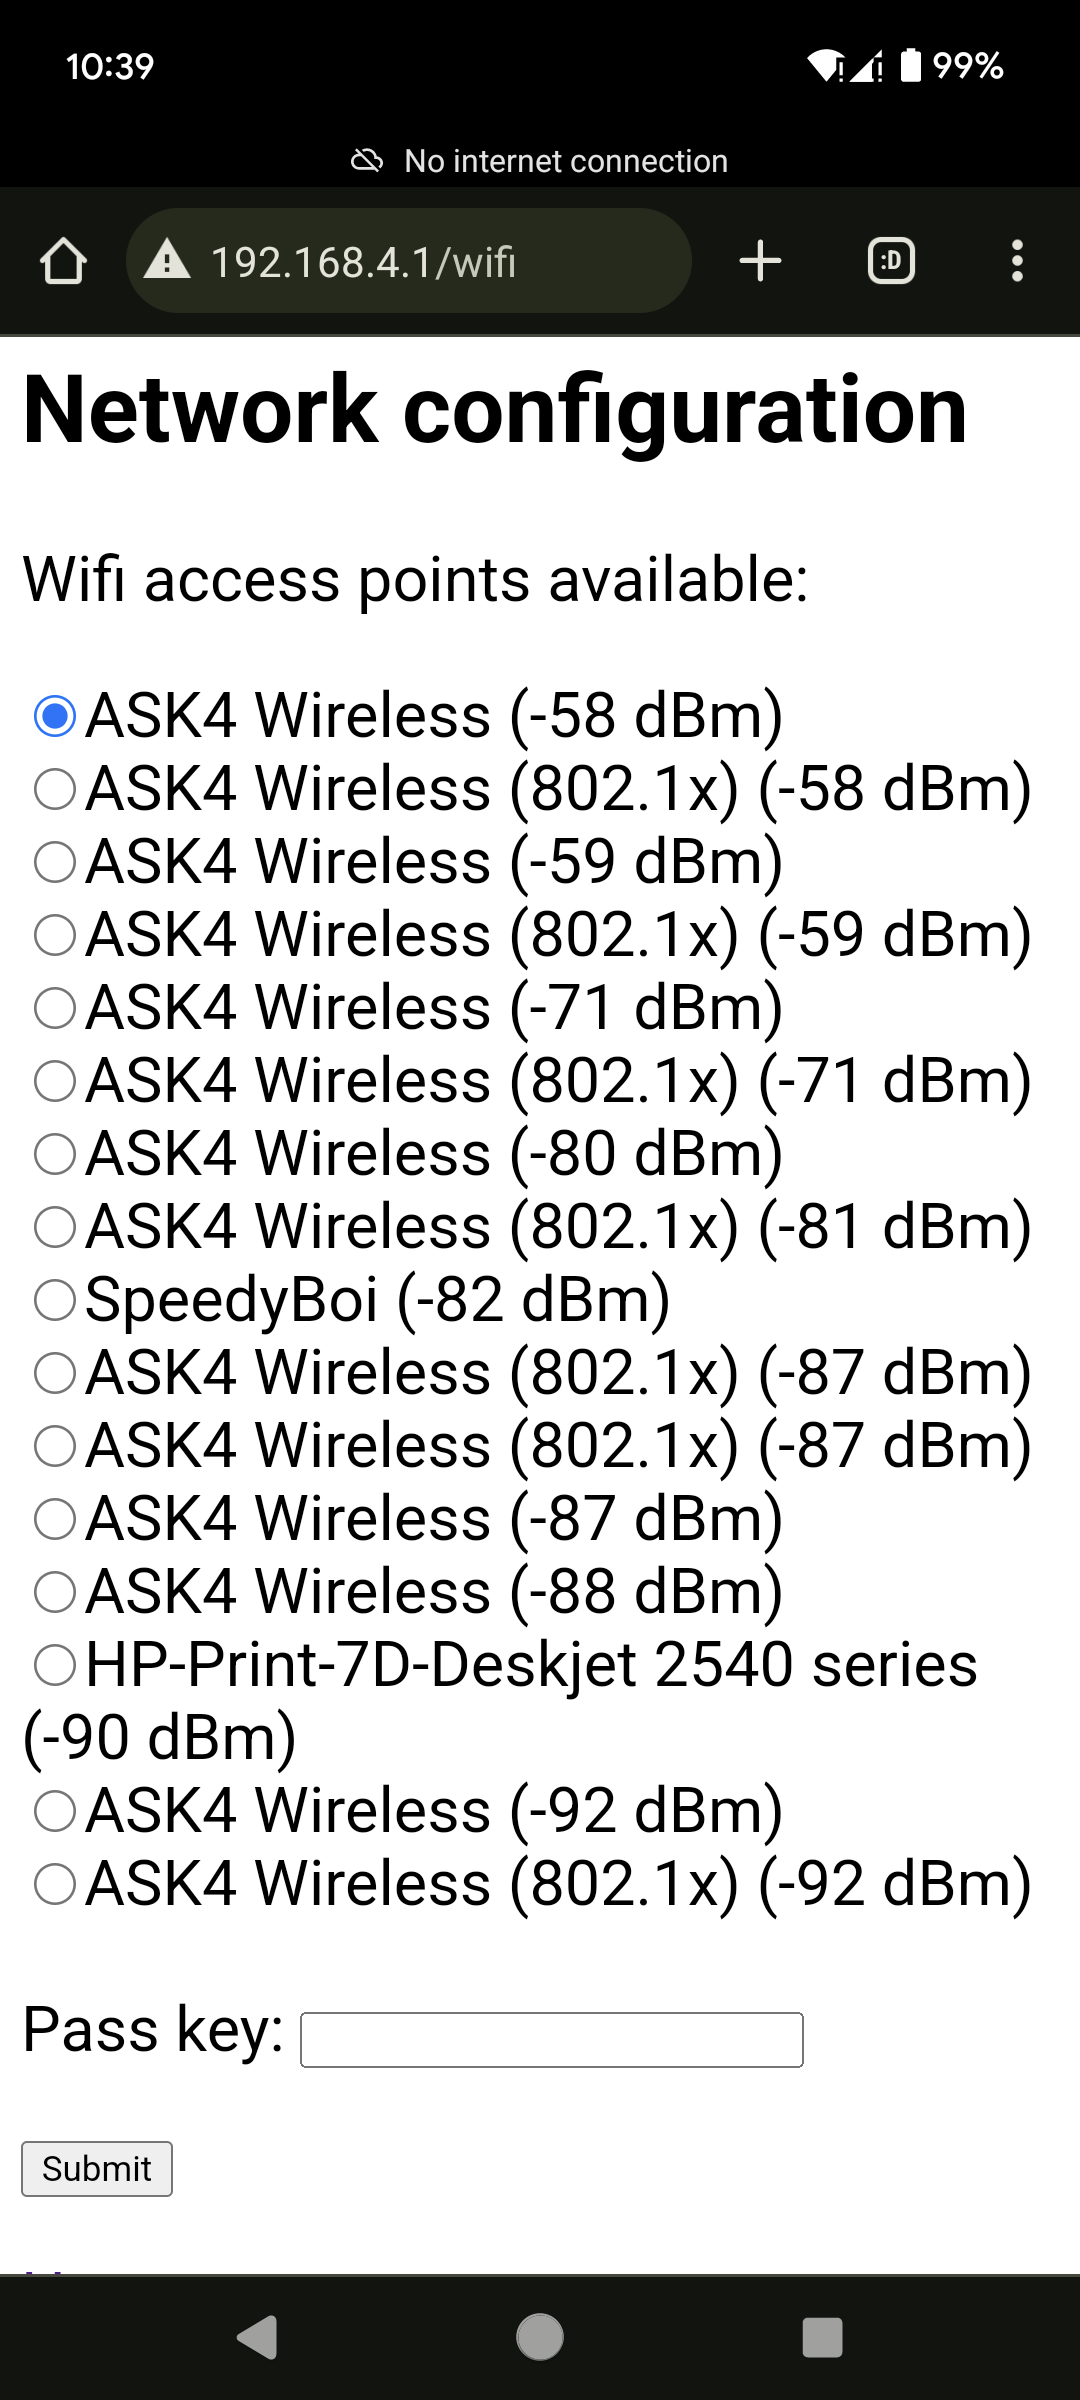 10:39
99%
No internet connection
192.168.4.1/wifi
:D
Network configuration
Wifi access points available:
ASK4 Wireless (-58 dBm)
ASK4 Wireless (802.1x) (-58 dBm)
ASK4 Wireless (-59 dBm)
ASK4 Wireless (802.1x) (-59 dBm)
ASK4 Wireless (-71 dBm)
ASK4 Wireless (802.1x) (-71 dBm)
ASK4 Wireless (-80 dBm)
ASK4 Wireless (802.1x) (-81 dBm)
SpeedyBoi (-82 dBm)
ASK4 Wireless (802.1x) (-87 dBm)
ASK4 Wireless (802.1x) (-87 dBm)
ASK4 Wireless (-87 dBm)
ASK4 Wireless (-88 dBm)
HP-Print-7D-Deskjet 2540 series
(-90 dBm)
ASK4 Wireless (-92 dBm)
ASK4 Wireless (802.1x) (-92 dBm)
Pass key:
Submit